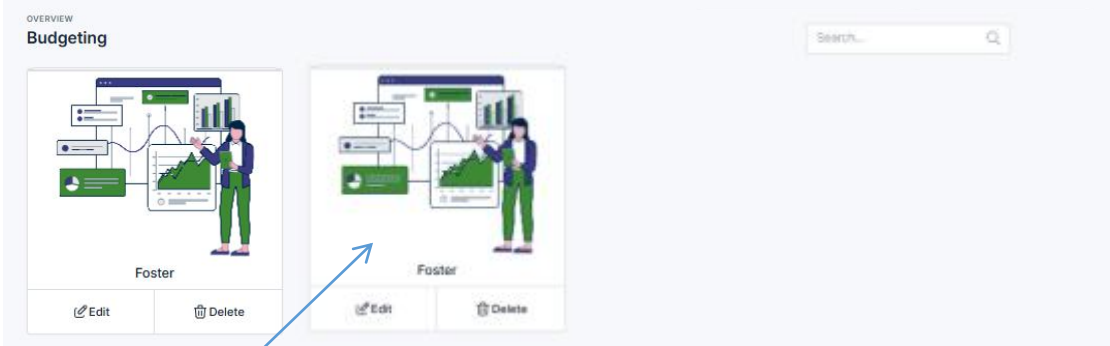 OVERVIEW
Budgeting
Search...
Foster
Foster
Edit
Delete
Edit
Delete